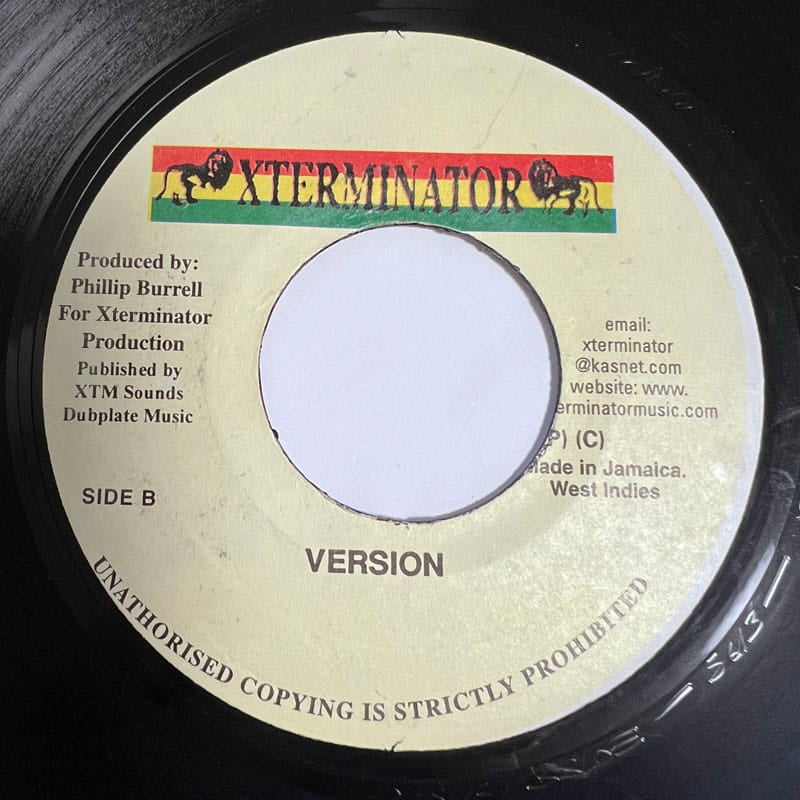 XTERMINATOR
Produced by:
Phillip Burrell
For Xterminator
Production
Published by
XTM Sounds
Dubplate Music
SIDE B
email:
xterminator
@kasnet.com
website: www.
erminatormusic.com
P) (C)
ade in Jamaica.
West Indies
VERSION
UNATHORISED COPYING IS STRICTLY PROHIBITED